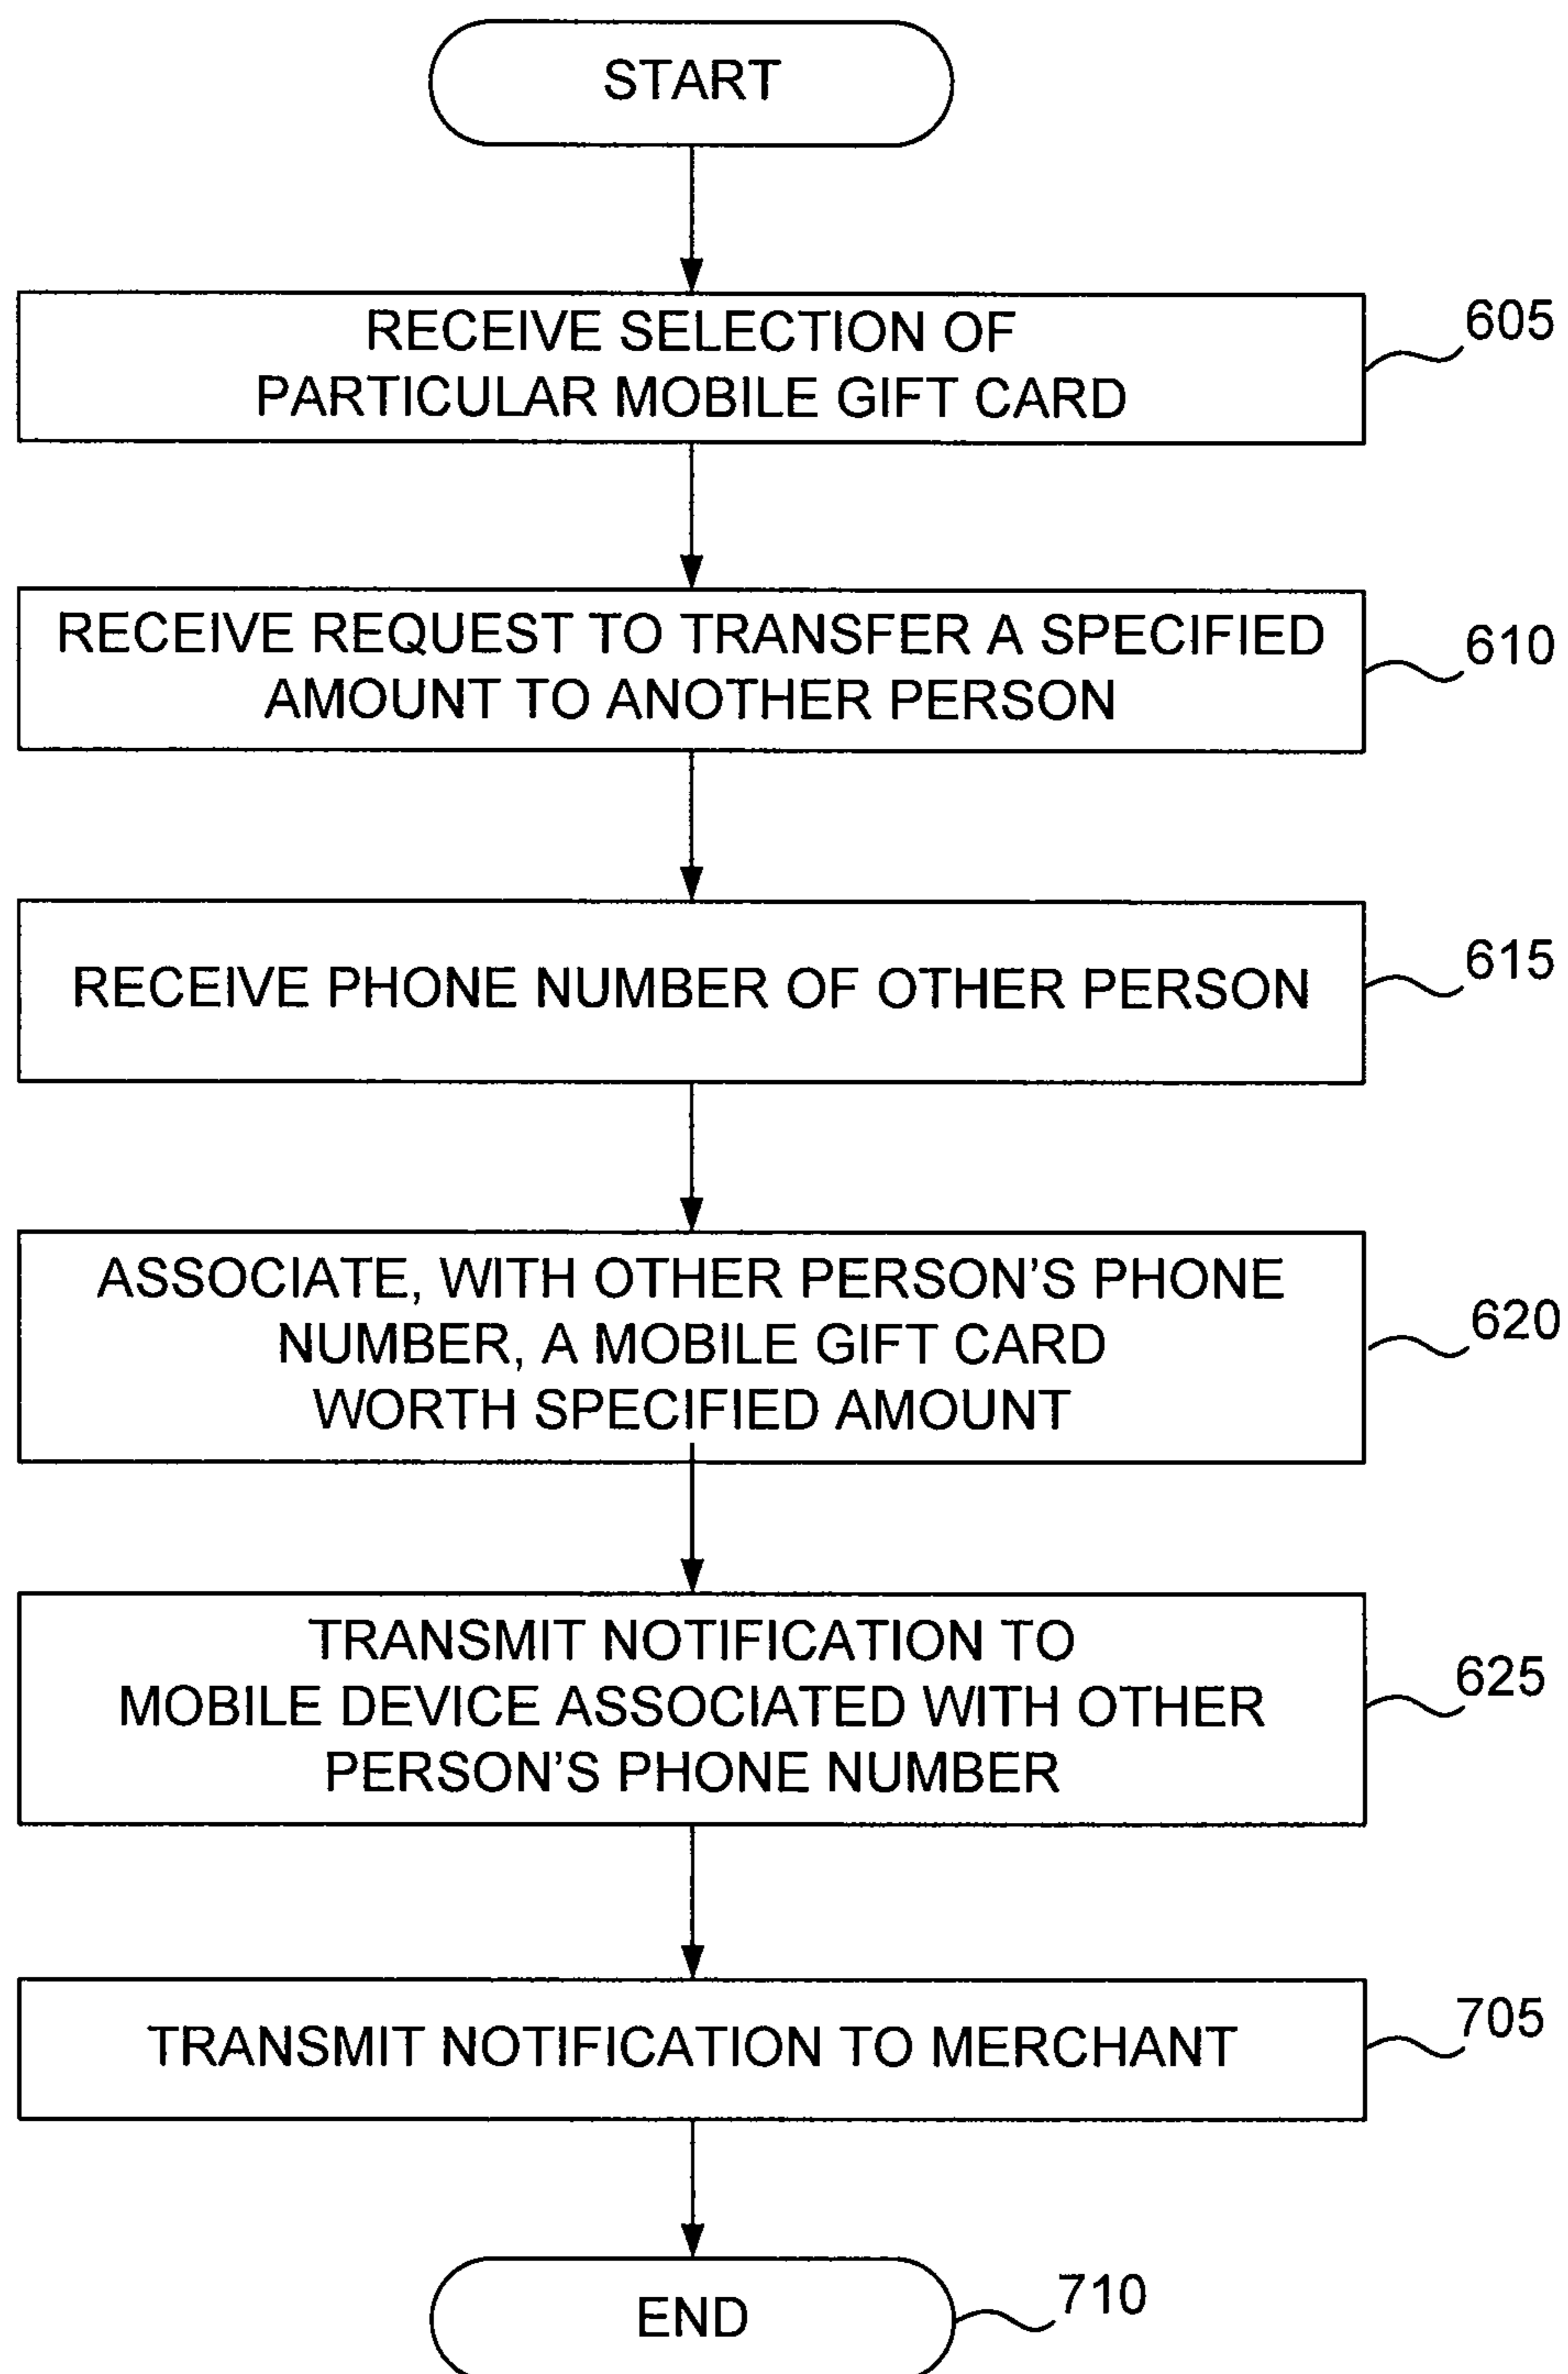 START
RECEIVE SELECTION OF
PARTICULAR MOBILE GIFT CARD
605
RECEIVE REQUEST TO TRANSFER A SPECIFIED
AMOUNT TO ANOTHER PERSON
610
RECEIVE PHONE NUMBER OF OTHER PERSON
615
ASSOCIATE, WITH OTHER PERSON'S PHONE
NUMBER, A MOBILE GIFT CARD
WORTH SPECIFIED AMOUNT
620
TRANSMIT NOTIFICATION TO
MOBILE DEVICE ASSOCIATED WITH OTHER
PERSON'S PHONE NUMBER
625
TRANSMIT NOTIFICATION TO MERCHANT
705
END
710